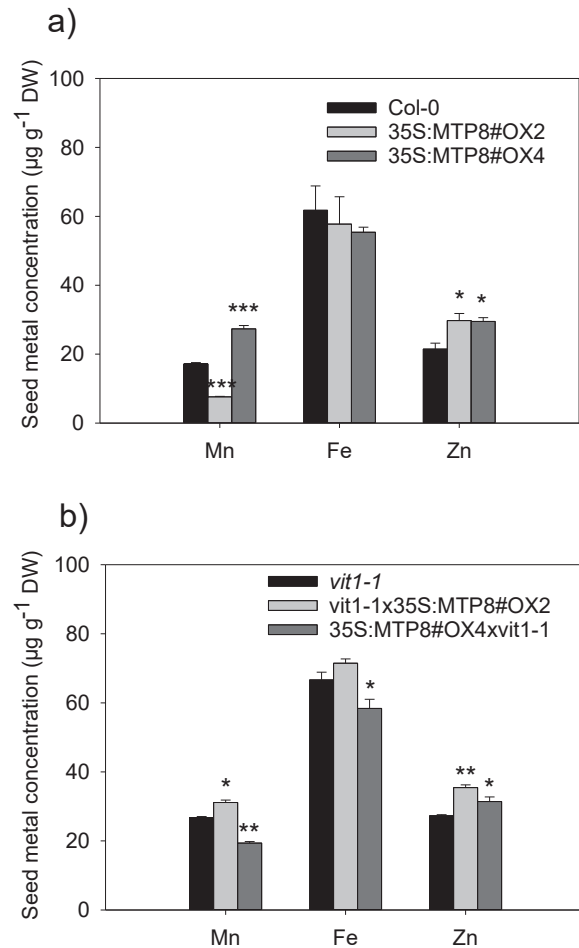 a)
Seed metal concentration (µg g⁻¹ DW)
100
80
60
40
20
0
Col-0
35S:MTP8#OX2
35S:MTP8#OX4
***
***
*
*
Mn Fe Zn
b)
Seed metal concentration (µg g⁻¹ DW)
100
80
60
40
20
0
vit1-1
vit1-1x35S:MTP8#OX2
35S:MTP8#OX4xvit1-1
*
**
*
**
*
Mn Fe Zn